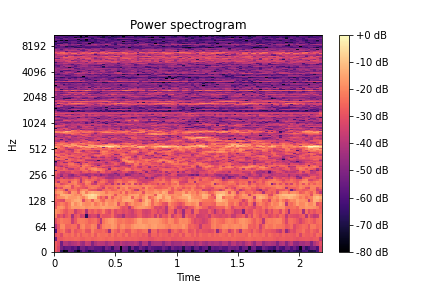 Power spectrogram
8192
4096
2048
1024
512
256
128
64
0
Hz
0
0.5
1
1.5
2
Time
+0 dB
-10 dB
-20 dB
-30 dB
-40 dB
-50 dB
-60 dB
-70 dB
-80 dB